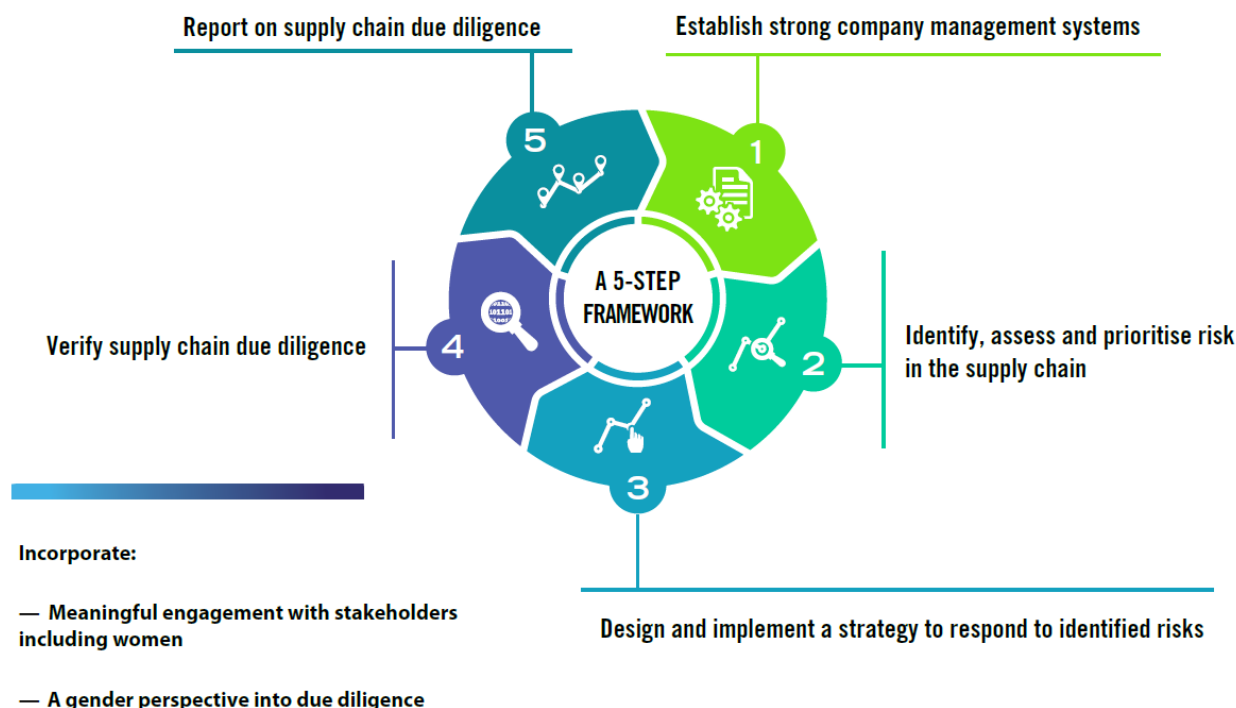 Report on supply chain due diligence
Establish strong company management systems
5
1
A 5-STEP
FRAMEWORK
Verify supply chain due diligence
4
2
Identify, assess and prioritise risk
in the supply chain
3
Design and implement a strategy to respond to identified risks
Incorporate:
— Meaningful engagement with stakeholders
including women
— A gender perspective into due diligence